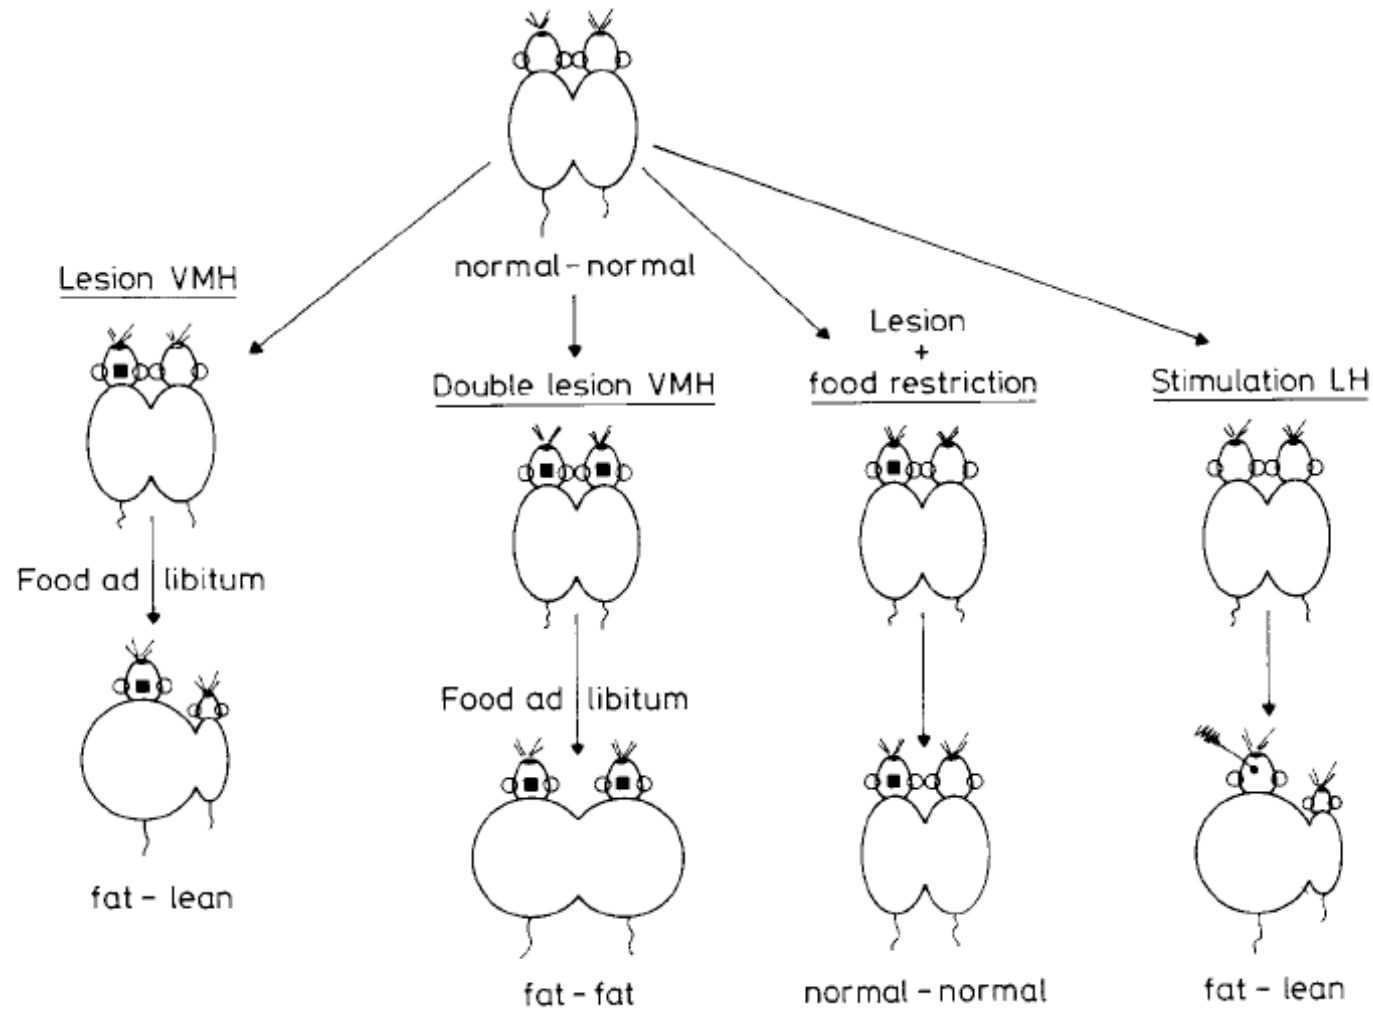 normal - normal
Lesion VMH
Food ad libitum
fat - lean
Double lesion VMH
Food ad libitum
fat - fat
Lesion
+
food restriction
normal - normal
Stimulation LH
fat - lean